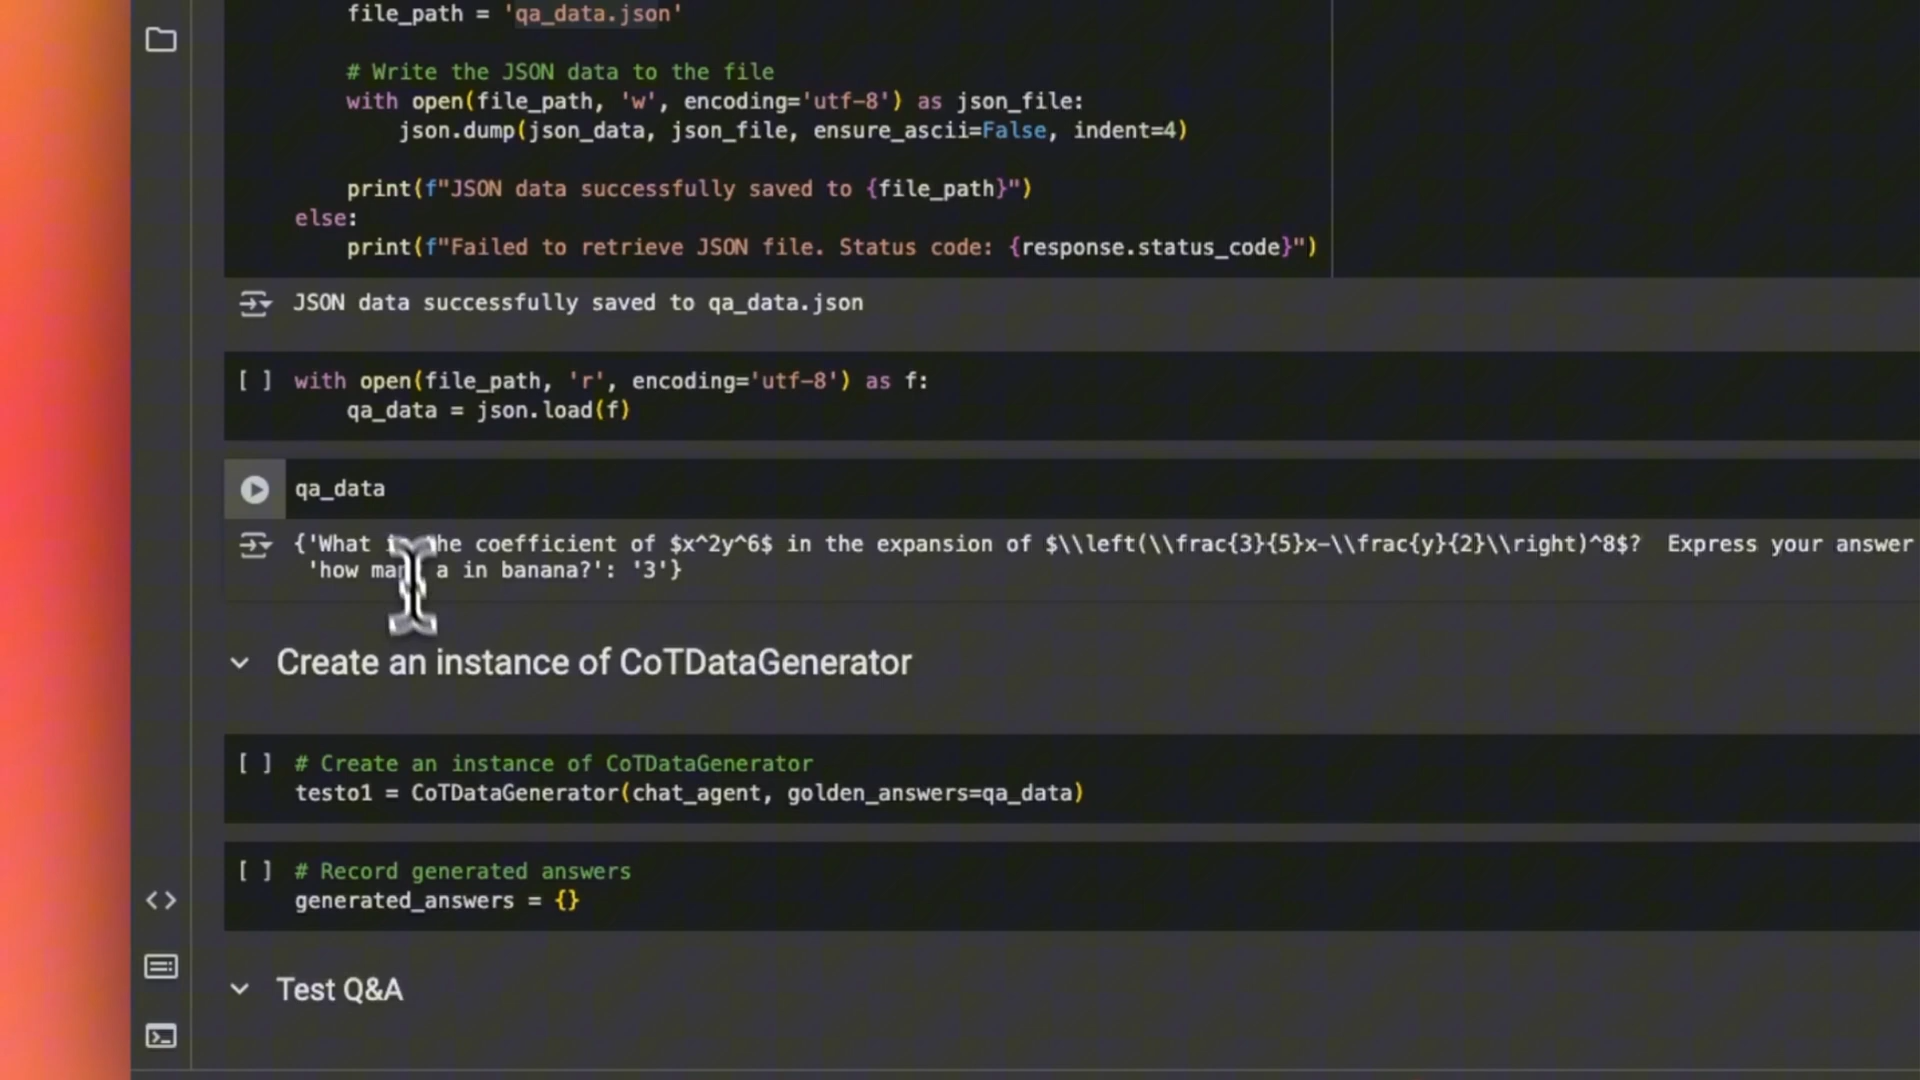 file_path = 'qa_data.json'
# Write the JSON data to the file
with open(file_path, 'w', encoding='utf-8') as json_file:
json.dump(json_data, json_file, ensure_ascii=False, indent=4)
print(f"JSON data successfully saved to {file_path}")
else:
print(f"Failed to retrieve JSON file. Status code: {response.status_code}")
JSON data successfully saved to qa_data.json
[ ] with open(file_path, 'r', encoding='utf-8') as f:
qa_data = json.load(f)
qa_data
{'What the coefficient of $x^2y^6$ in the expansion of $\\left(\\frac{3}{5}x-\\frac{y}{2}\\right)^8$? Express your answer
'how a in banana?': '3'}
Create an instance of CoTDataGenerator
[ ] # Create an instance of CoTDataGenerator
testo1 = CoTDataGenerator(chat_agent, golden_answers=qa_data)
[ ] # Record generated answers
generated_answers = {}
Test Q&A